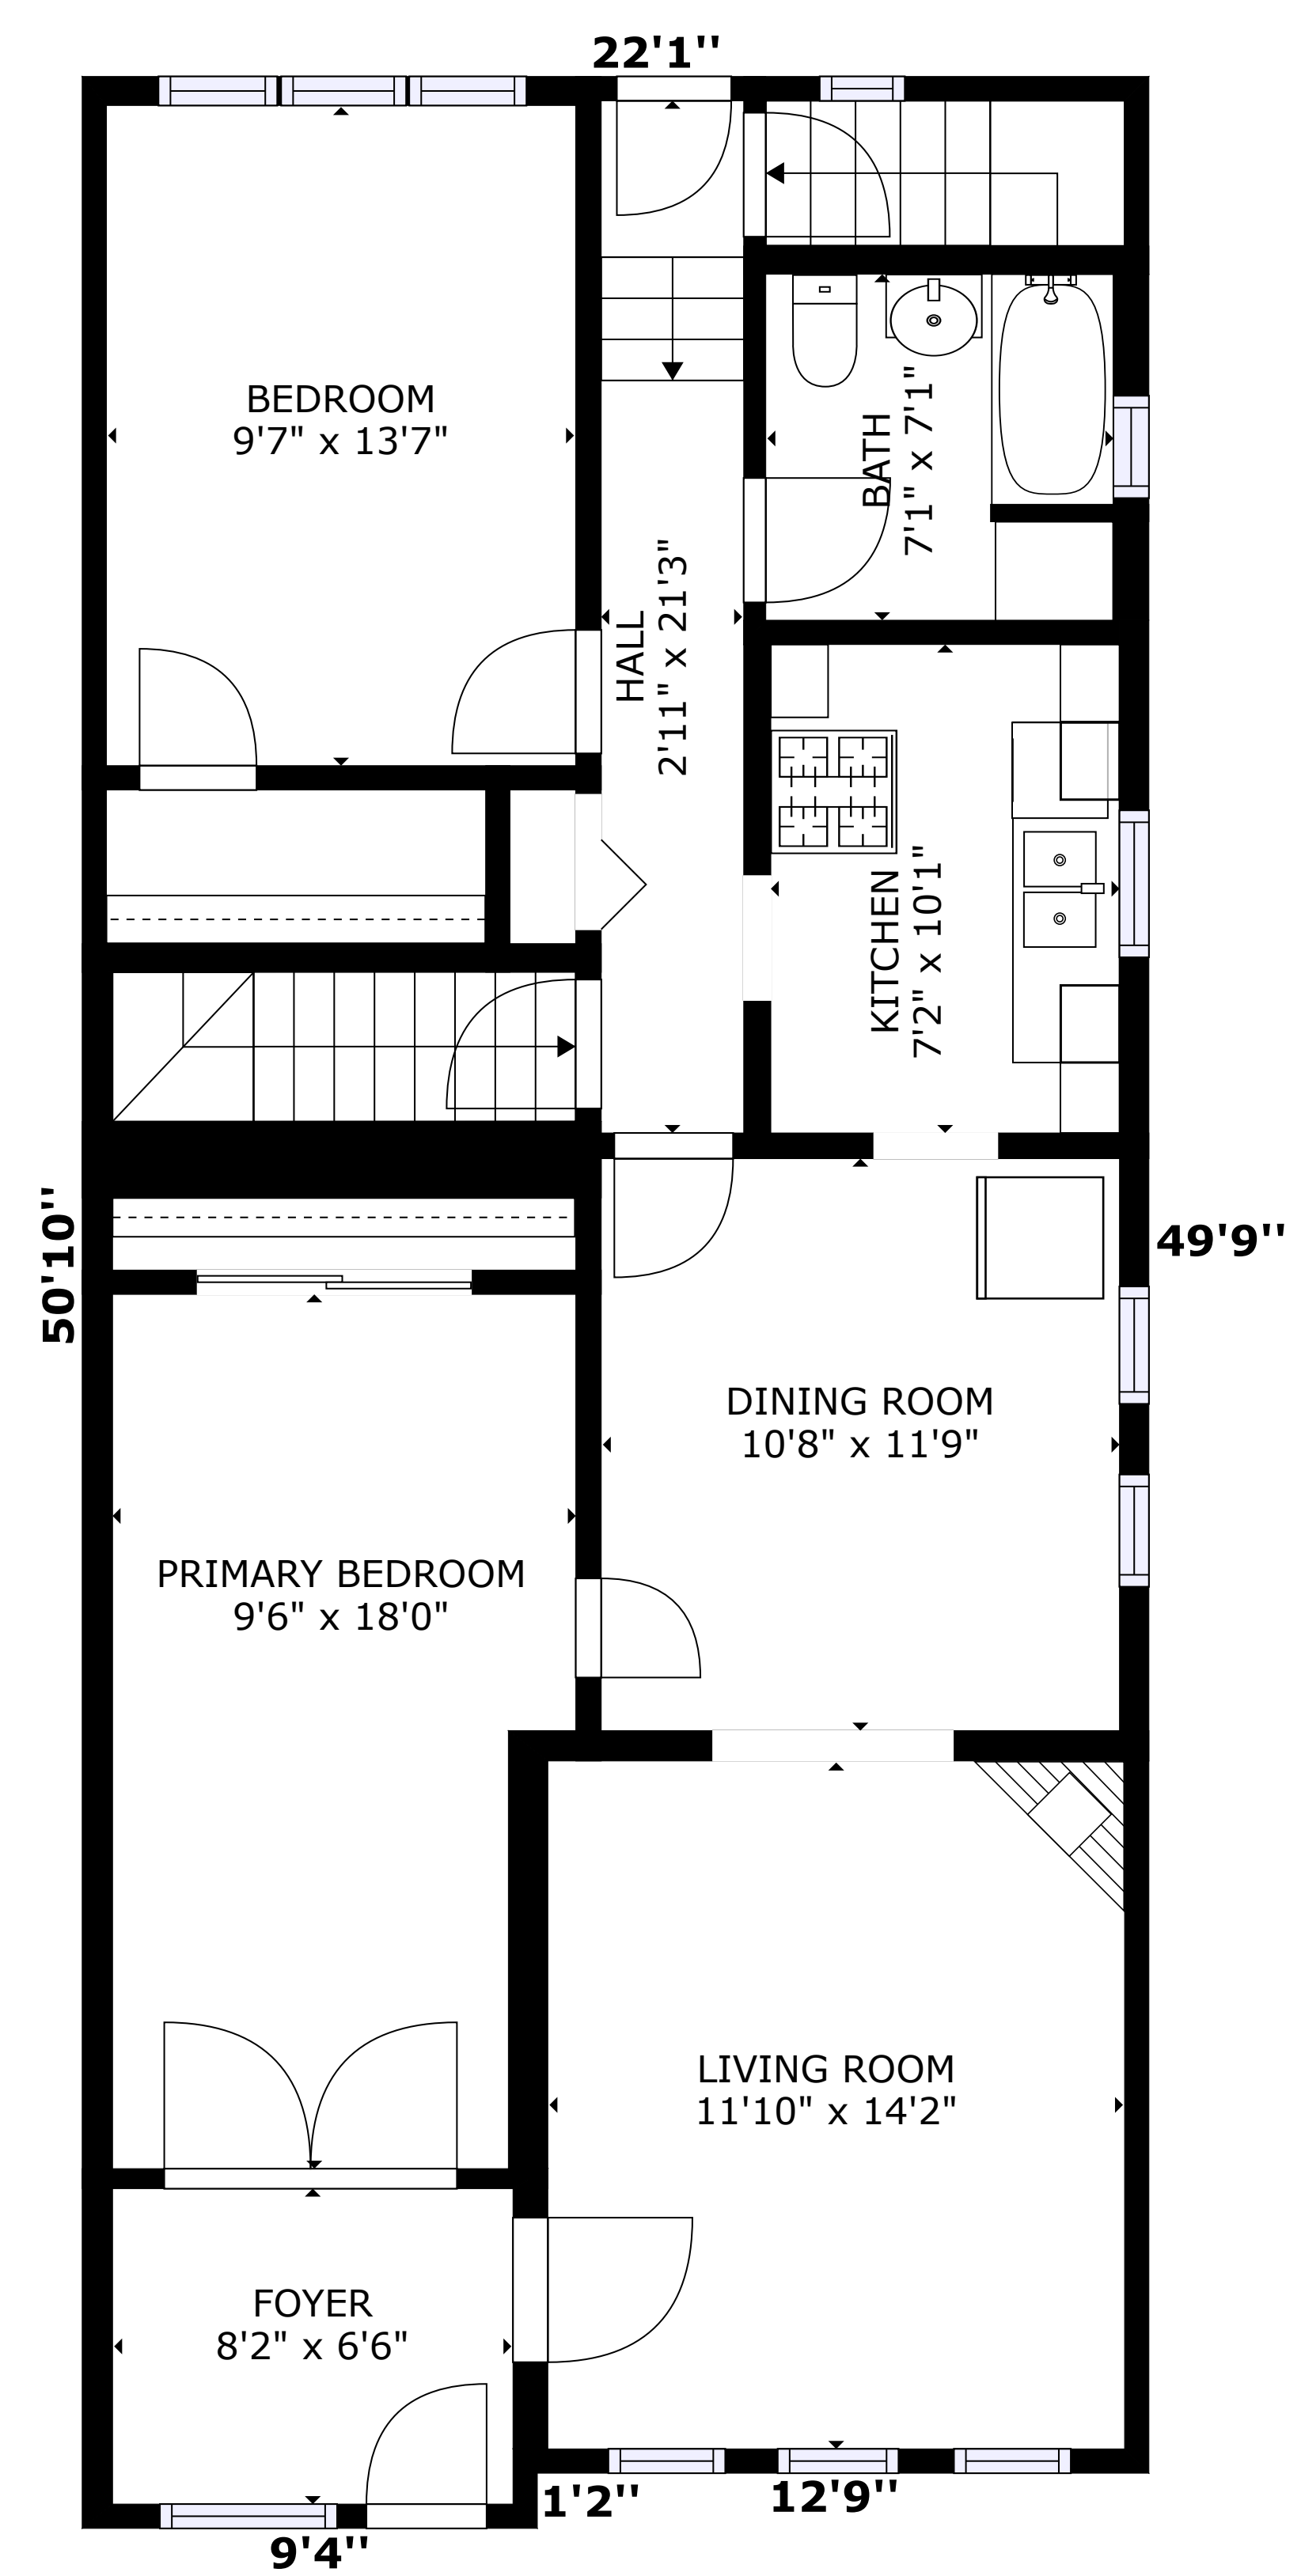 22'1''
BEDROOM
9'7" x 13'7"
BATH
7'1" x 7'1"
HALL
2'11" x 21'3"
KITCHEN
7'2" x 10'1"
50'10''
49'9''
DINING ROOM
10'8" x 11'9"
PRIMARY BEDROOM
9'6" x 18'0"
LIVING ROOM
11'10" x 14'2"
FOYER
8'2" x 6'6"
1'2''
12'9''
9'4''